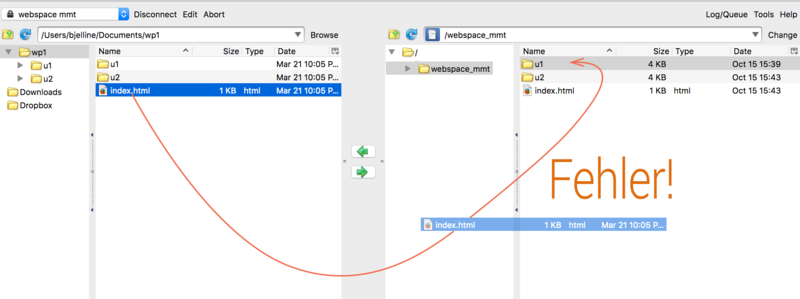 webspace mmt Disconnect Edit Abort Log/Queue Tools Help
/Users/bjelline/Documents/wp1 Browse /webspace_mmt Change
wp1
u1
u2
Downloads
Dropbox
Name Size Type Date
u1 Mar 21 10:05 P...
u2 Mar 21 10:05 P...
index.html 1 KB html Mar 21 10:05 P...
/
webspace_mmt
Name Size Type Date
u1 4 KB Oct 15 15:39
u2 4 KB Oct 15 15:43
index.html 1 KB html Oct 15 15:43
Fehler!
index.html 1 KB html Mar 21 10:05 P...